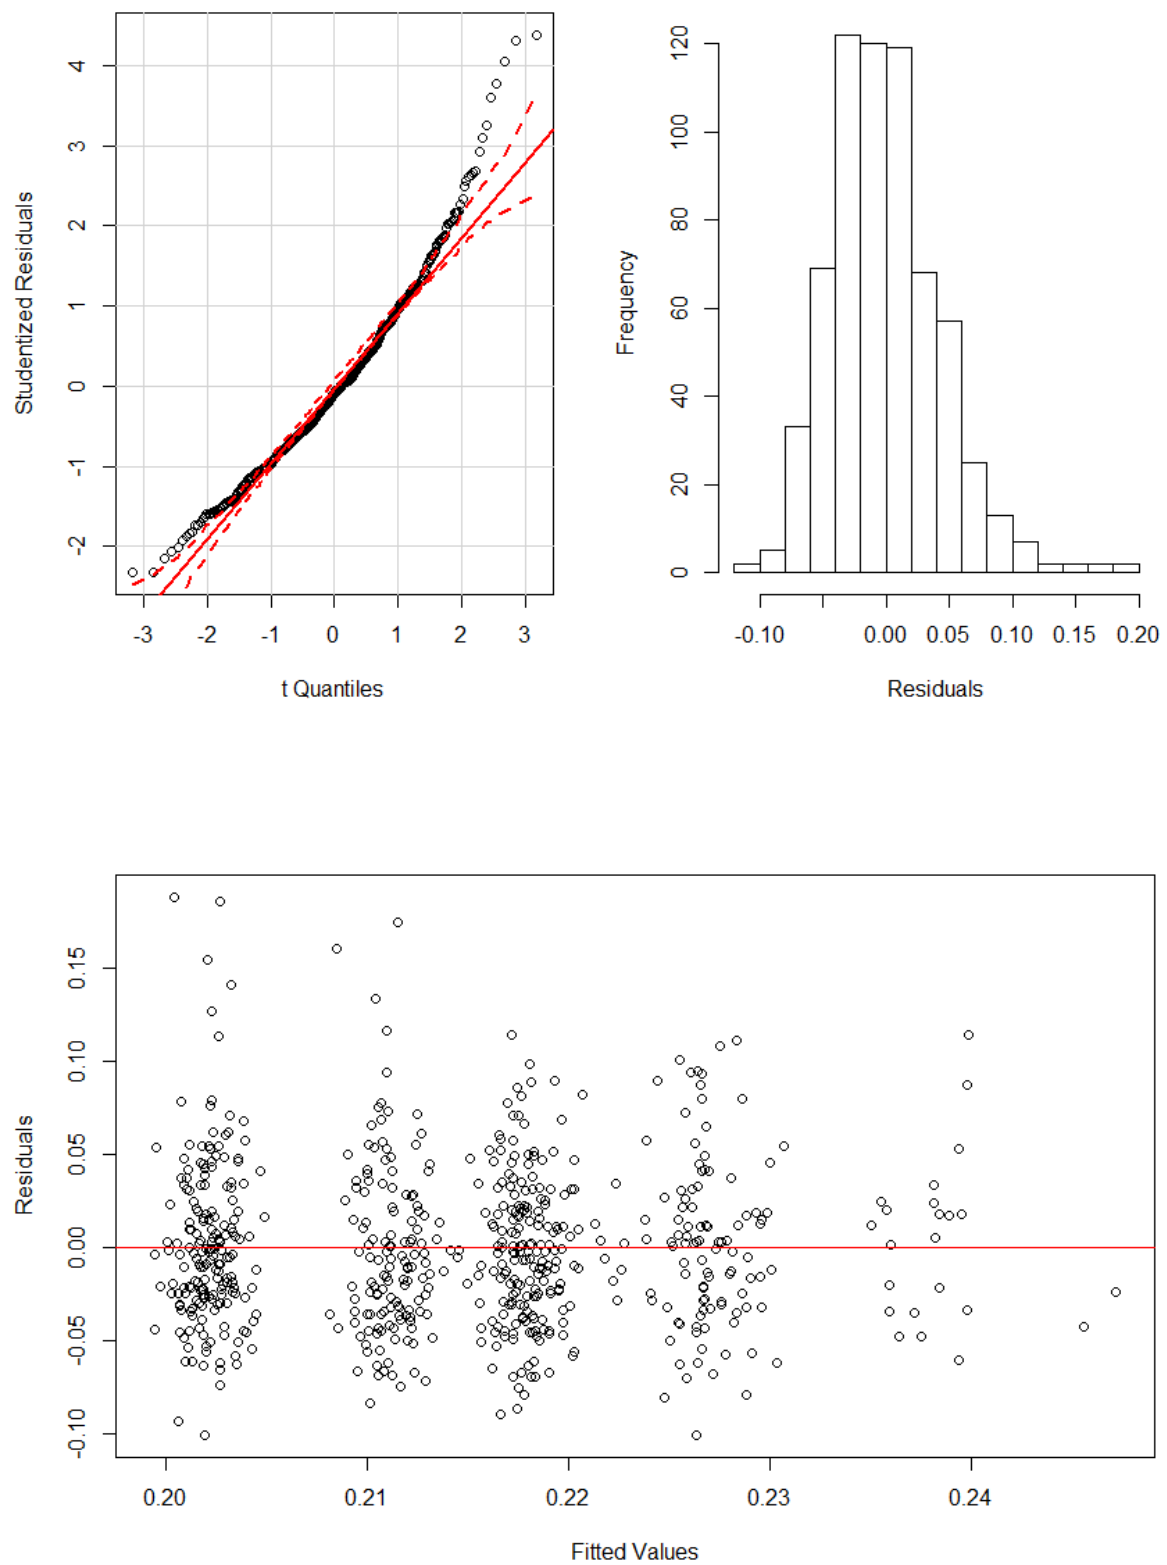 Studentized Residuals
4
3
2
1
0
-1
-2
-3 -2 -1 0 1 2 3
t Quantiles
Frequency
120
100
80
60
40
20
0
-0.10 0.00 0.05 0.10 0.15 0.20
Residuals
Residuals
0.15
0.10
0.05
0.00
-0.05
-0.10
0.20 0.21 0.22 0.23 0.24
Fitted Values